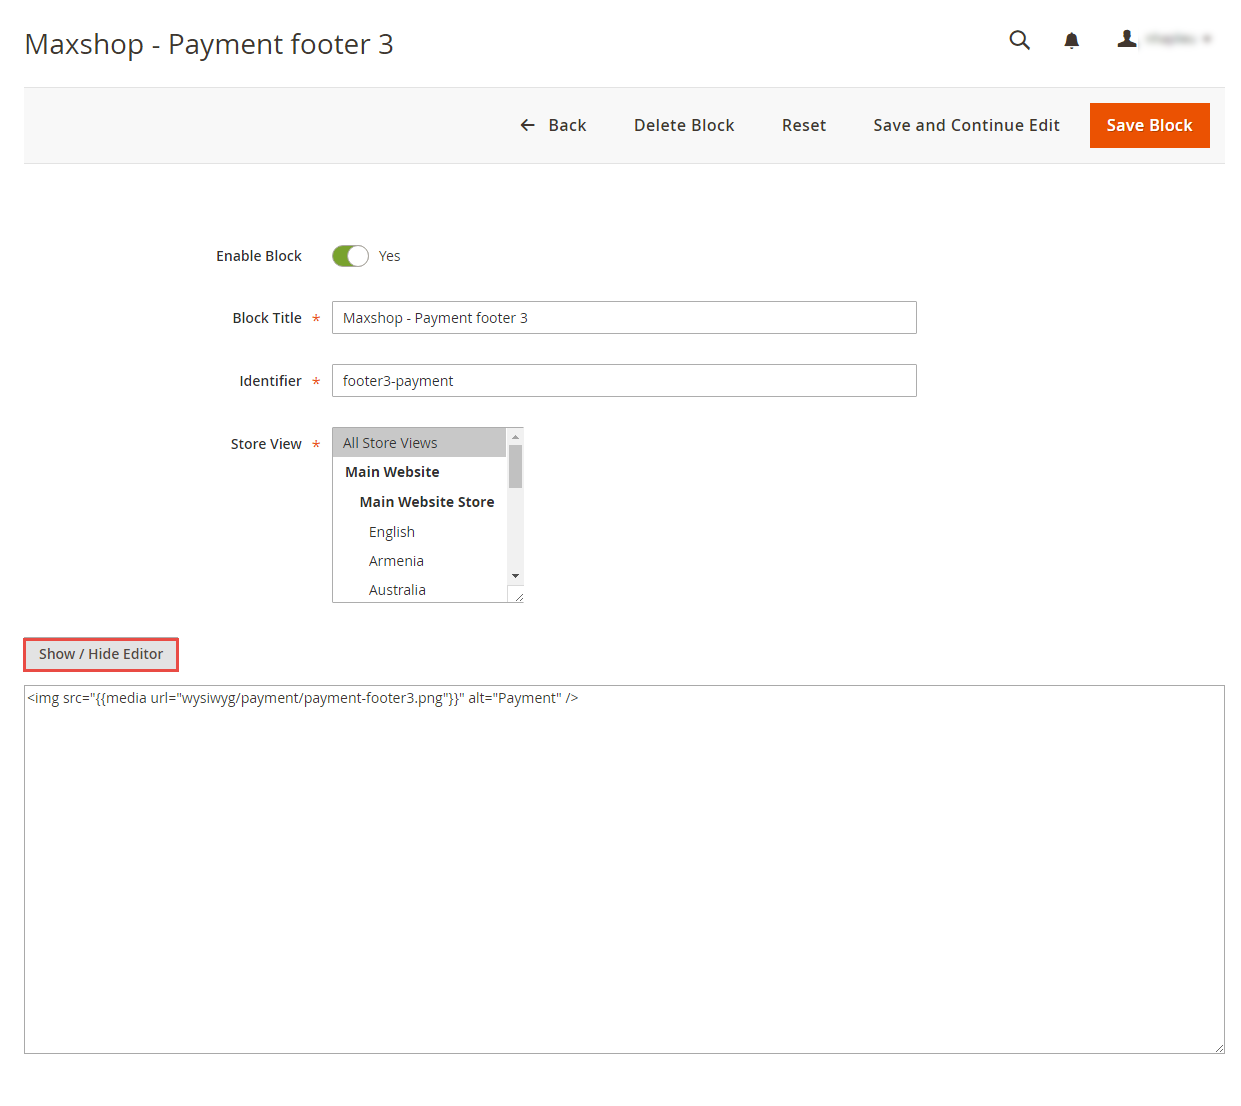 Maxshop - Payment footer 3
← Back Delete Block Reset Save and Continue Edit Save Block
Enable Block Yes
Block Title * Maxshop - Payment footer 3
Identifier * footer3-payment
Store View * All Store Views
Main Website
Main Website Store
English
Armenia
Australia
Show / Hide Editor
<img src="{{media url="wysiwyg/payment/payment-footer3.png"}}" alt="Payment" />